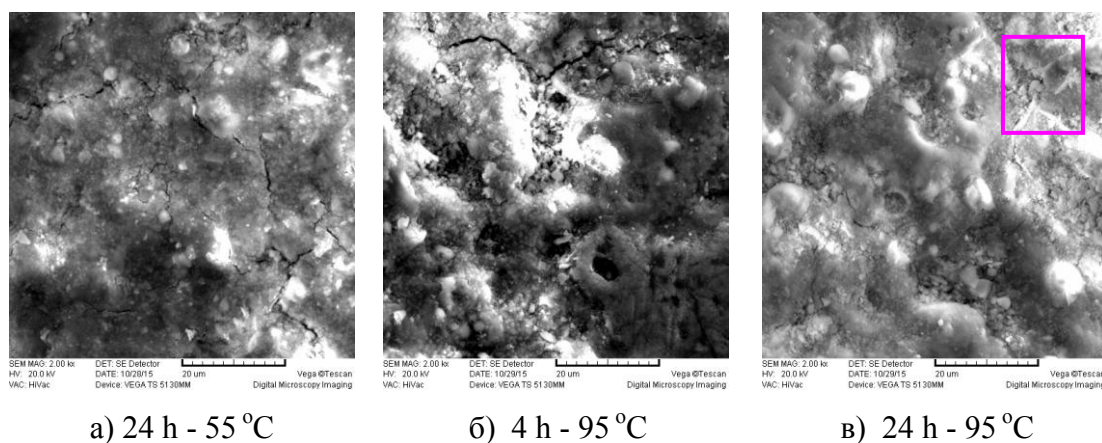 SEM MAG: 2.00 kx DET: SE Detector
HV: 20.0 kV DATE: 10/28/15 20 um Vega ©Tescan
VAC: HiVac Device: VEGA TS 5130MM Digital Microscopy Imaging
SEM MAG: 2.00 kx DET: SE Detector
HV: 20.0 kV DATE: 10/29/15 20 um Vega ©Tescan
VAC: HiVac Device: VEGA TS 5130MM Digital Microscopy Imaging
SEM MAG: 2.00 kx DET: SE Detector
HV: 20.0 kV DATE: 10/29/15 20 um Vega ©Tescan
VAC: HiVac Device: VEGA TS 5130MM Digital Microscopy Imaging
а) 24 h - 55 °C
б) 4 h - 95 °C
в) 24 h - 95 °C